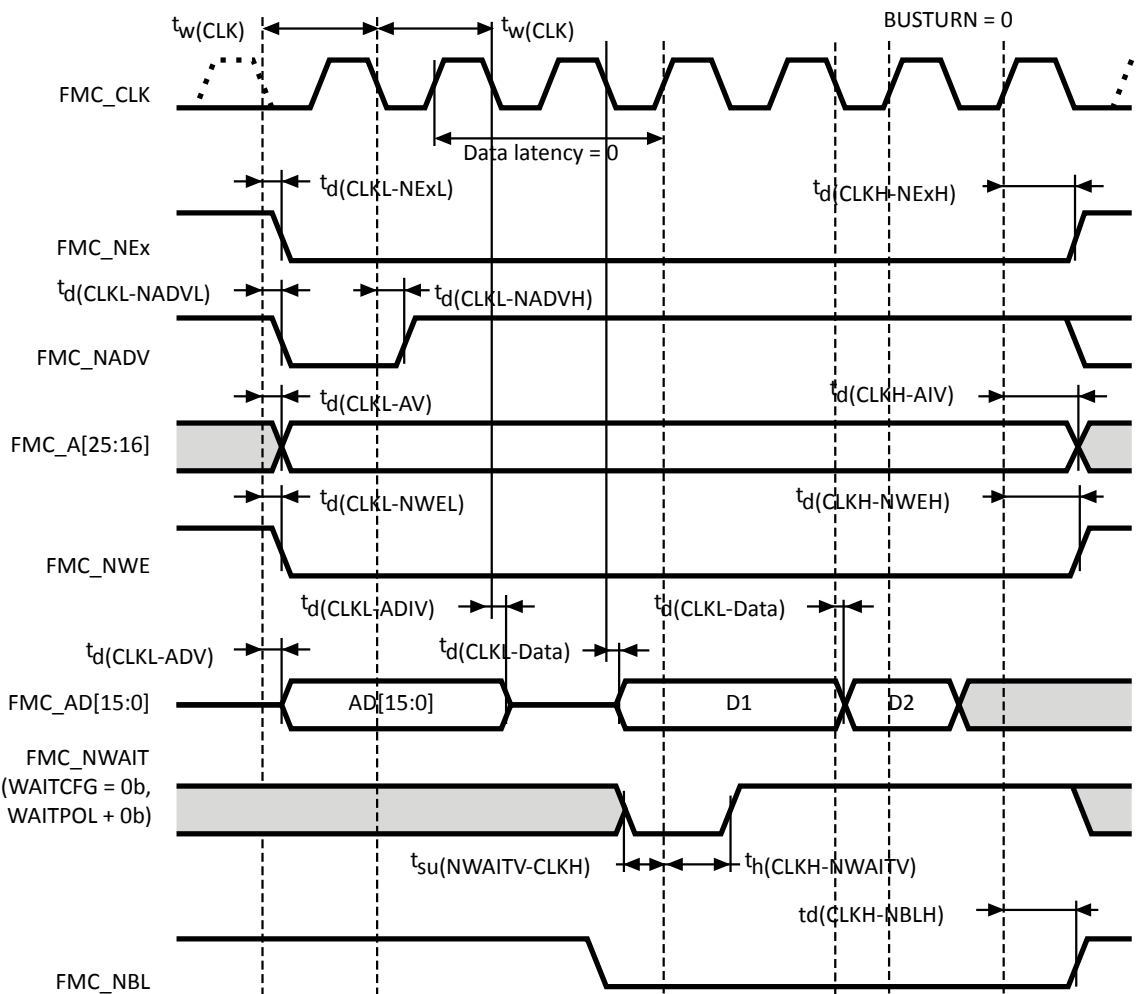 tw(CLK) tw(CLK) BUSTURN = 0
FMC_CLK
Data latency = 0
td(CLKL-NExL) td(CLKH-NExH)
FMC_NEx
td(CLKL-NADVL) td(CLKL-NADVH)
FMC_NADV
td(CLKL-AV) td(CLKH-AIV)
FMC_A[25:16]
td(CLKL-NWEL) td(CLKH-NWEH)
FMC_NWE
td(CLKL-ADIV) td(CLKL-Data)
td(CLKL-ADV) td(CLKL-Data)
FMC_AD[15:0] AD[15:0] D1 D2
FMC_NWAIT
(WAITCFG = 0b,
WAITPOL + 0b)
tsu(NWAITV-CLKH) th(CLKH-NWAITV)
td(CLKH-NBLH)
FMC_NBL